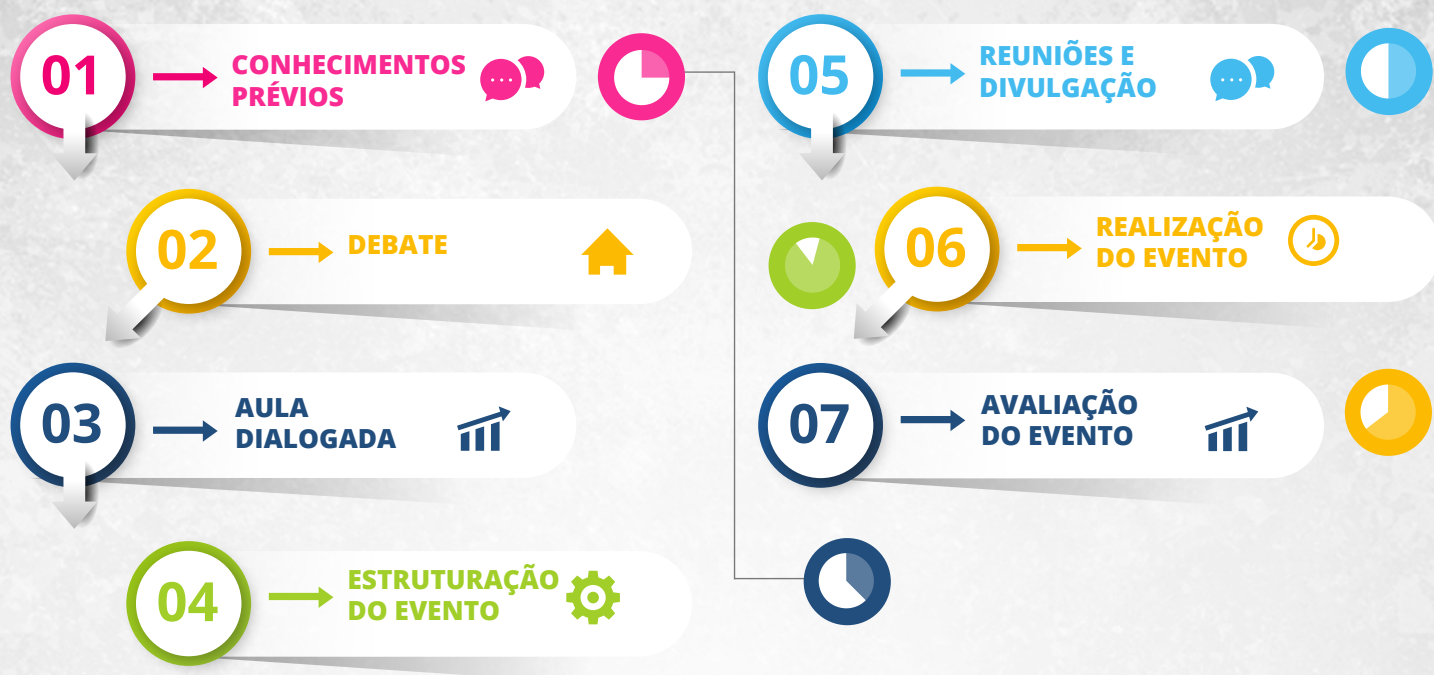 01
CONHECIMENTOS
PRÉVIOS
02
DEBATE
03
AULA
DIALOGADA
04
ESTRUTURAÇÃO
DO EVENTO
05
REUNIÕES E
DIVULGAÇÃO
06
REALIZAÇÃO
DO EVENTO
07
AVALIAÇÃO
DO EVENTO